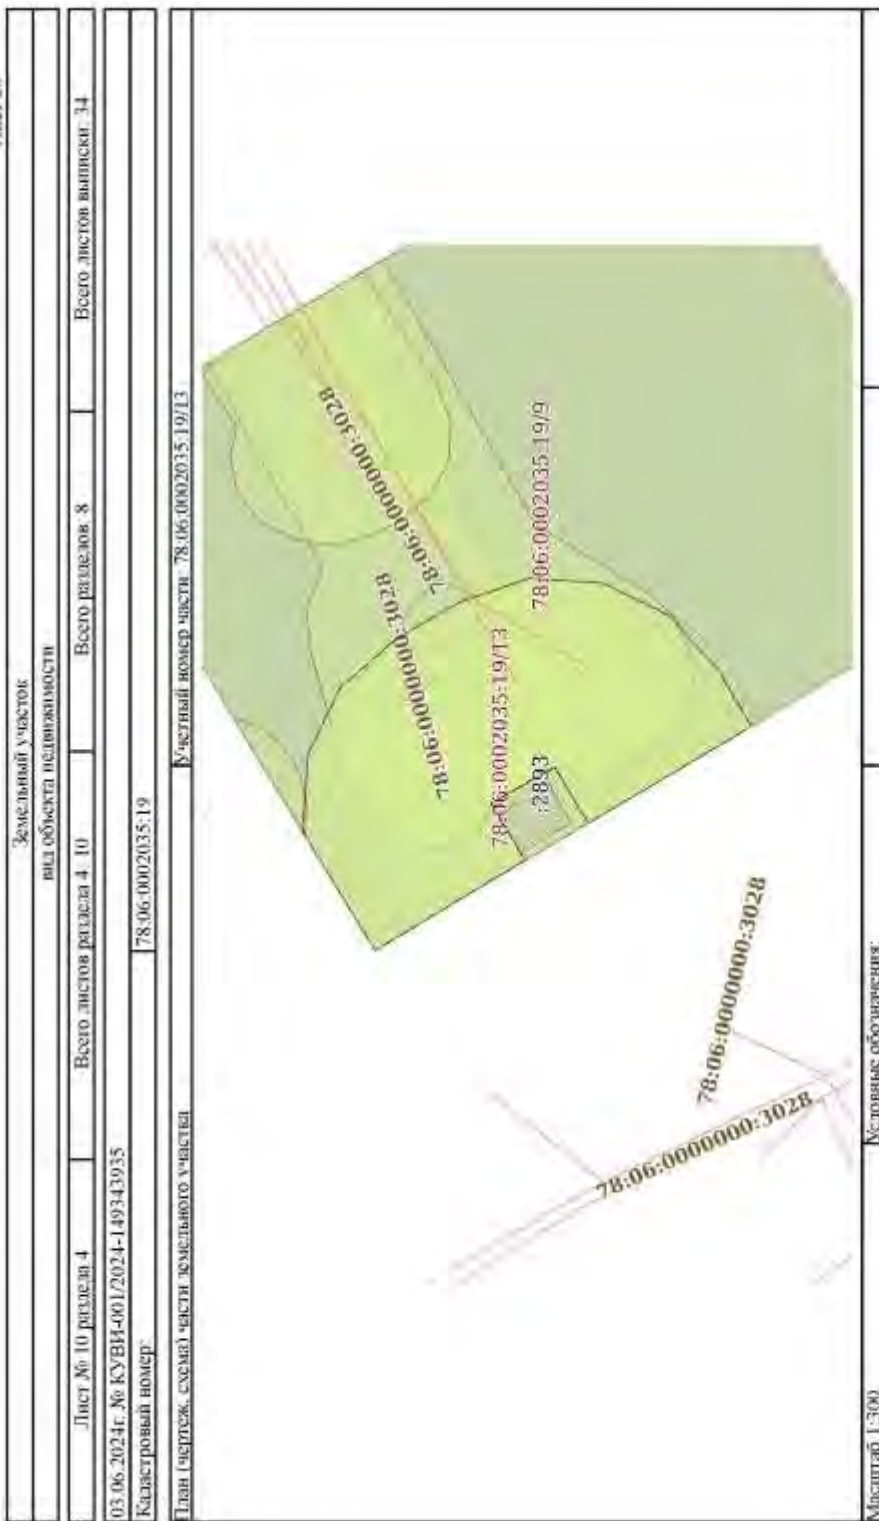 Земельный участок
вид объекта недвижимости
Лист № 10 раздела 4 Всего листов раздела 4: 10 Всего разделов: 8 Всего листов выписки: 34
03.06.2024г. № КУВИ-001/2024-149343935
Кадастровый номер: 78:06:0002035:19
План (чертеж, схема) части земельного участка Учетный номер части: 78:06:0002035:19/13
78:06:0000000:3028
78:06:0000000:3028
78:06:0002035:19/13
78:06:0002035:19/9
:2893
78:06:0000000:3028
78:06:0000000:3028
Масштаб 1:300 Условные обозначения: